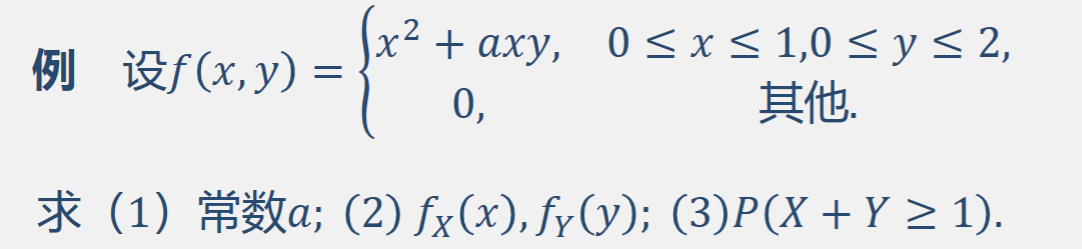 例 设f(x, y) = { x² + axy, 0 ≤ x ≤ 1,0 ≤ y ≤ 2,
0, 其他.
求（1）常数a; (2) f_X(x), f_Y(y); (3)P(X + Y ≥ 1).